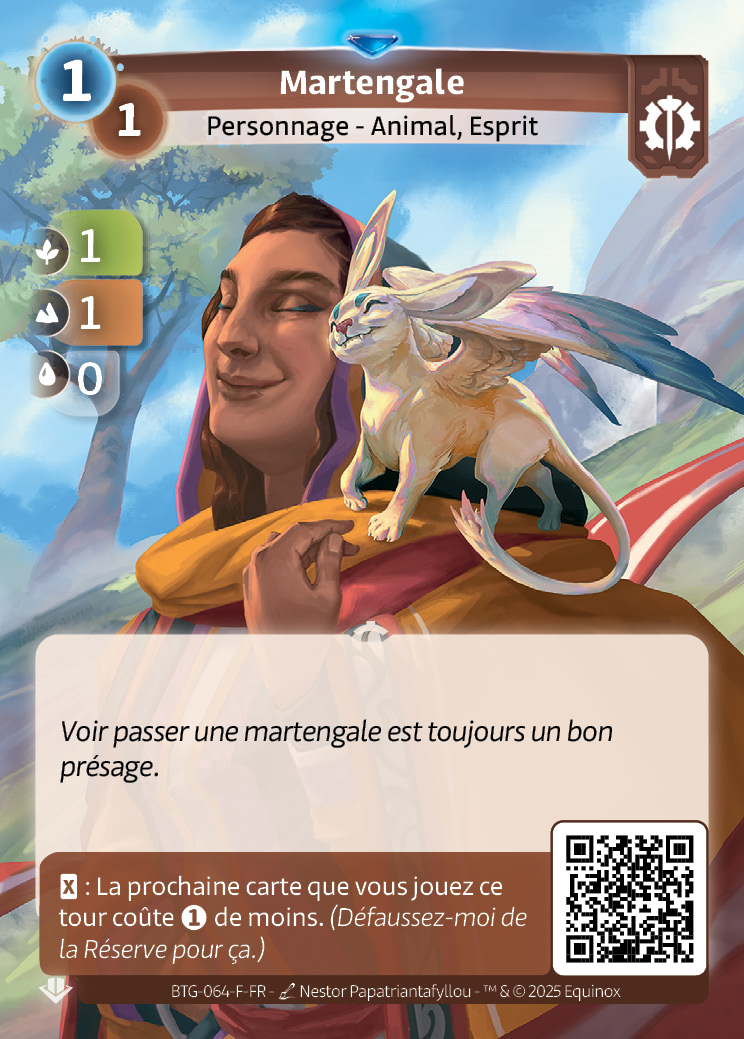 1
Martengale
1
Personnage - Animal, Esprit
1
1
0
Voir passer une martengale est toujours un bon
présage.
X : La prochaine carte que vous jouez ce
tour coûte 1 de moins. (Défaussez-moi de
la Réserve pour ça.)
BTG-064-F-FR - Nestor Papatriantafyllou - ™ & © 2025 Equinox